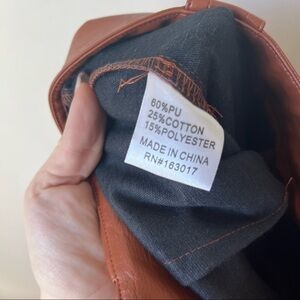 60%PU
25%COTTON
15%POLYESTER
MADE IN CHINA
RN#163017